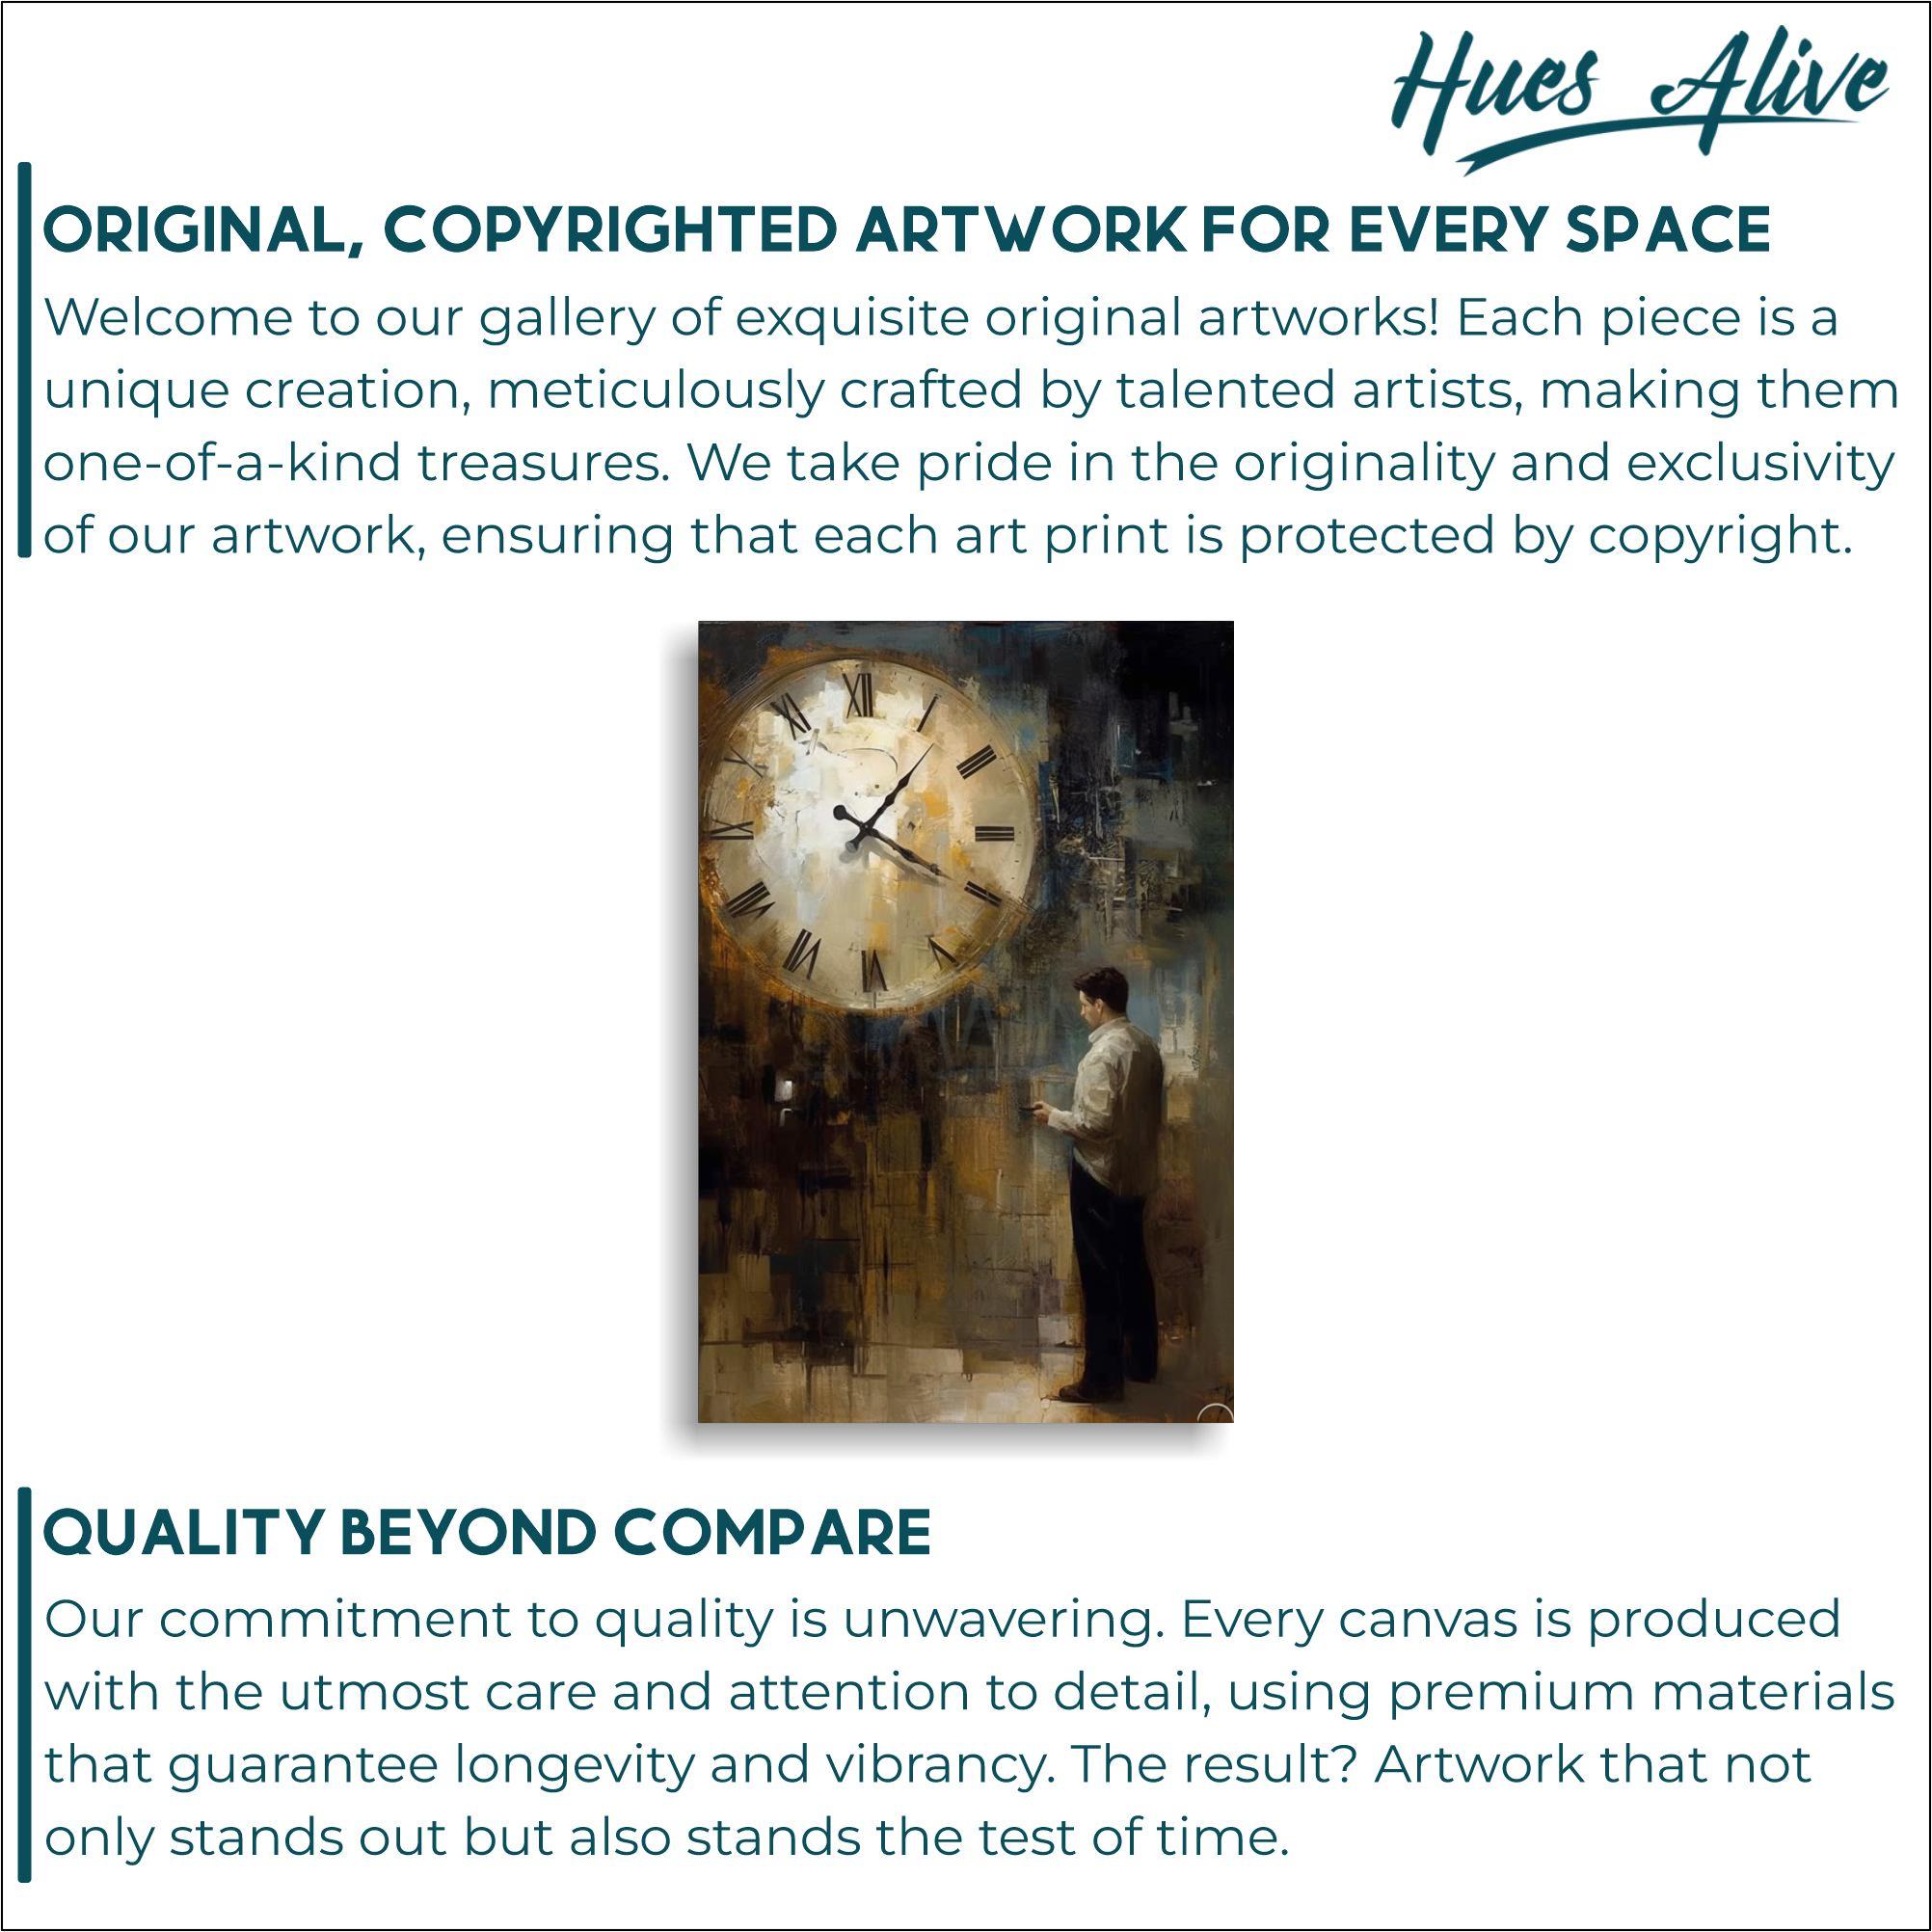 Hues Alive
ORIGINAL, COPYRIGHTED ARTWORK FOR EVERY SPACE
Welcome to our gallery of exquisite original artworks! Each piece is a
unique creation, meticulously crafted by talented artists, making them
one-of-a-kind treasures. We take pride in the originality and exclusivity
of our artwork, ensuring that each art print is protected by copyright.
XII
I
QUALITY BEYOND COMPARE
Our commitment to quality is unwavering. Every canvas is produced
with the utmost care and attention to detail, using premium materials
that guarantee longevity and vibrancy. The result? Artwork that not
only stands out but also stands the test of time.